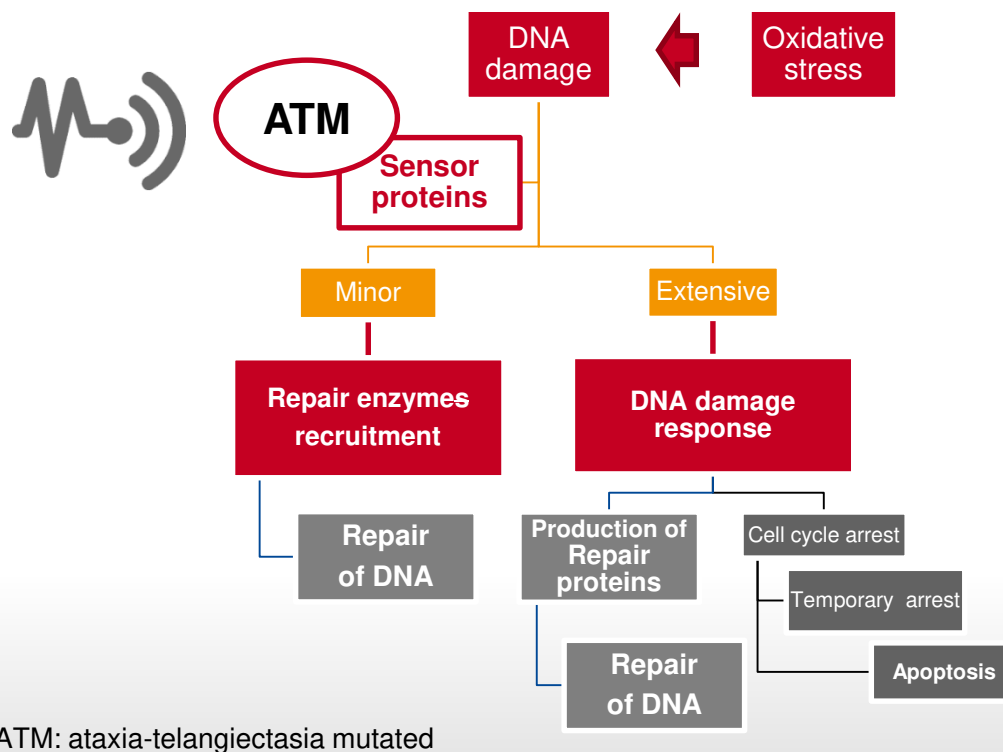 DNA
damage
Oxidative
stress
ATM
Sensor
proteins
Minor
Extensive
Repair enzymes
recruitment
DNA damage
response
Repair
of DNA
Production of
Repair
proteins
Cell cycle arrest
Temporary arrest
Repair
of DNA
Apoptosis
ATM: ataxia-telangiectasia mutated